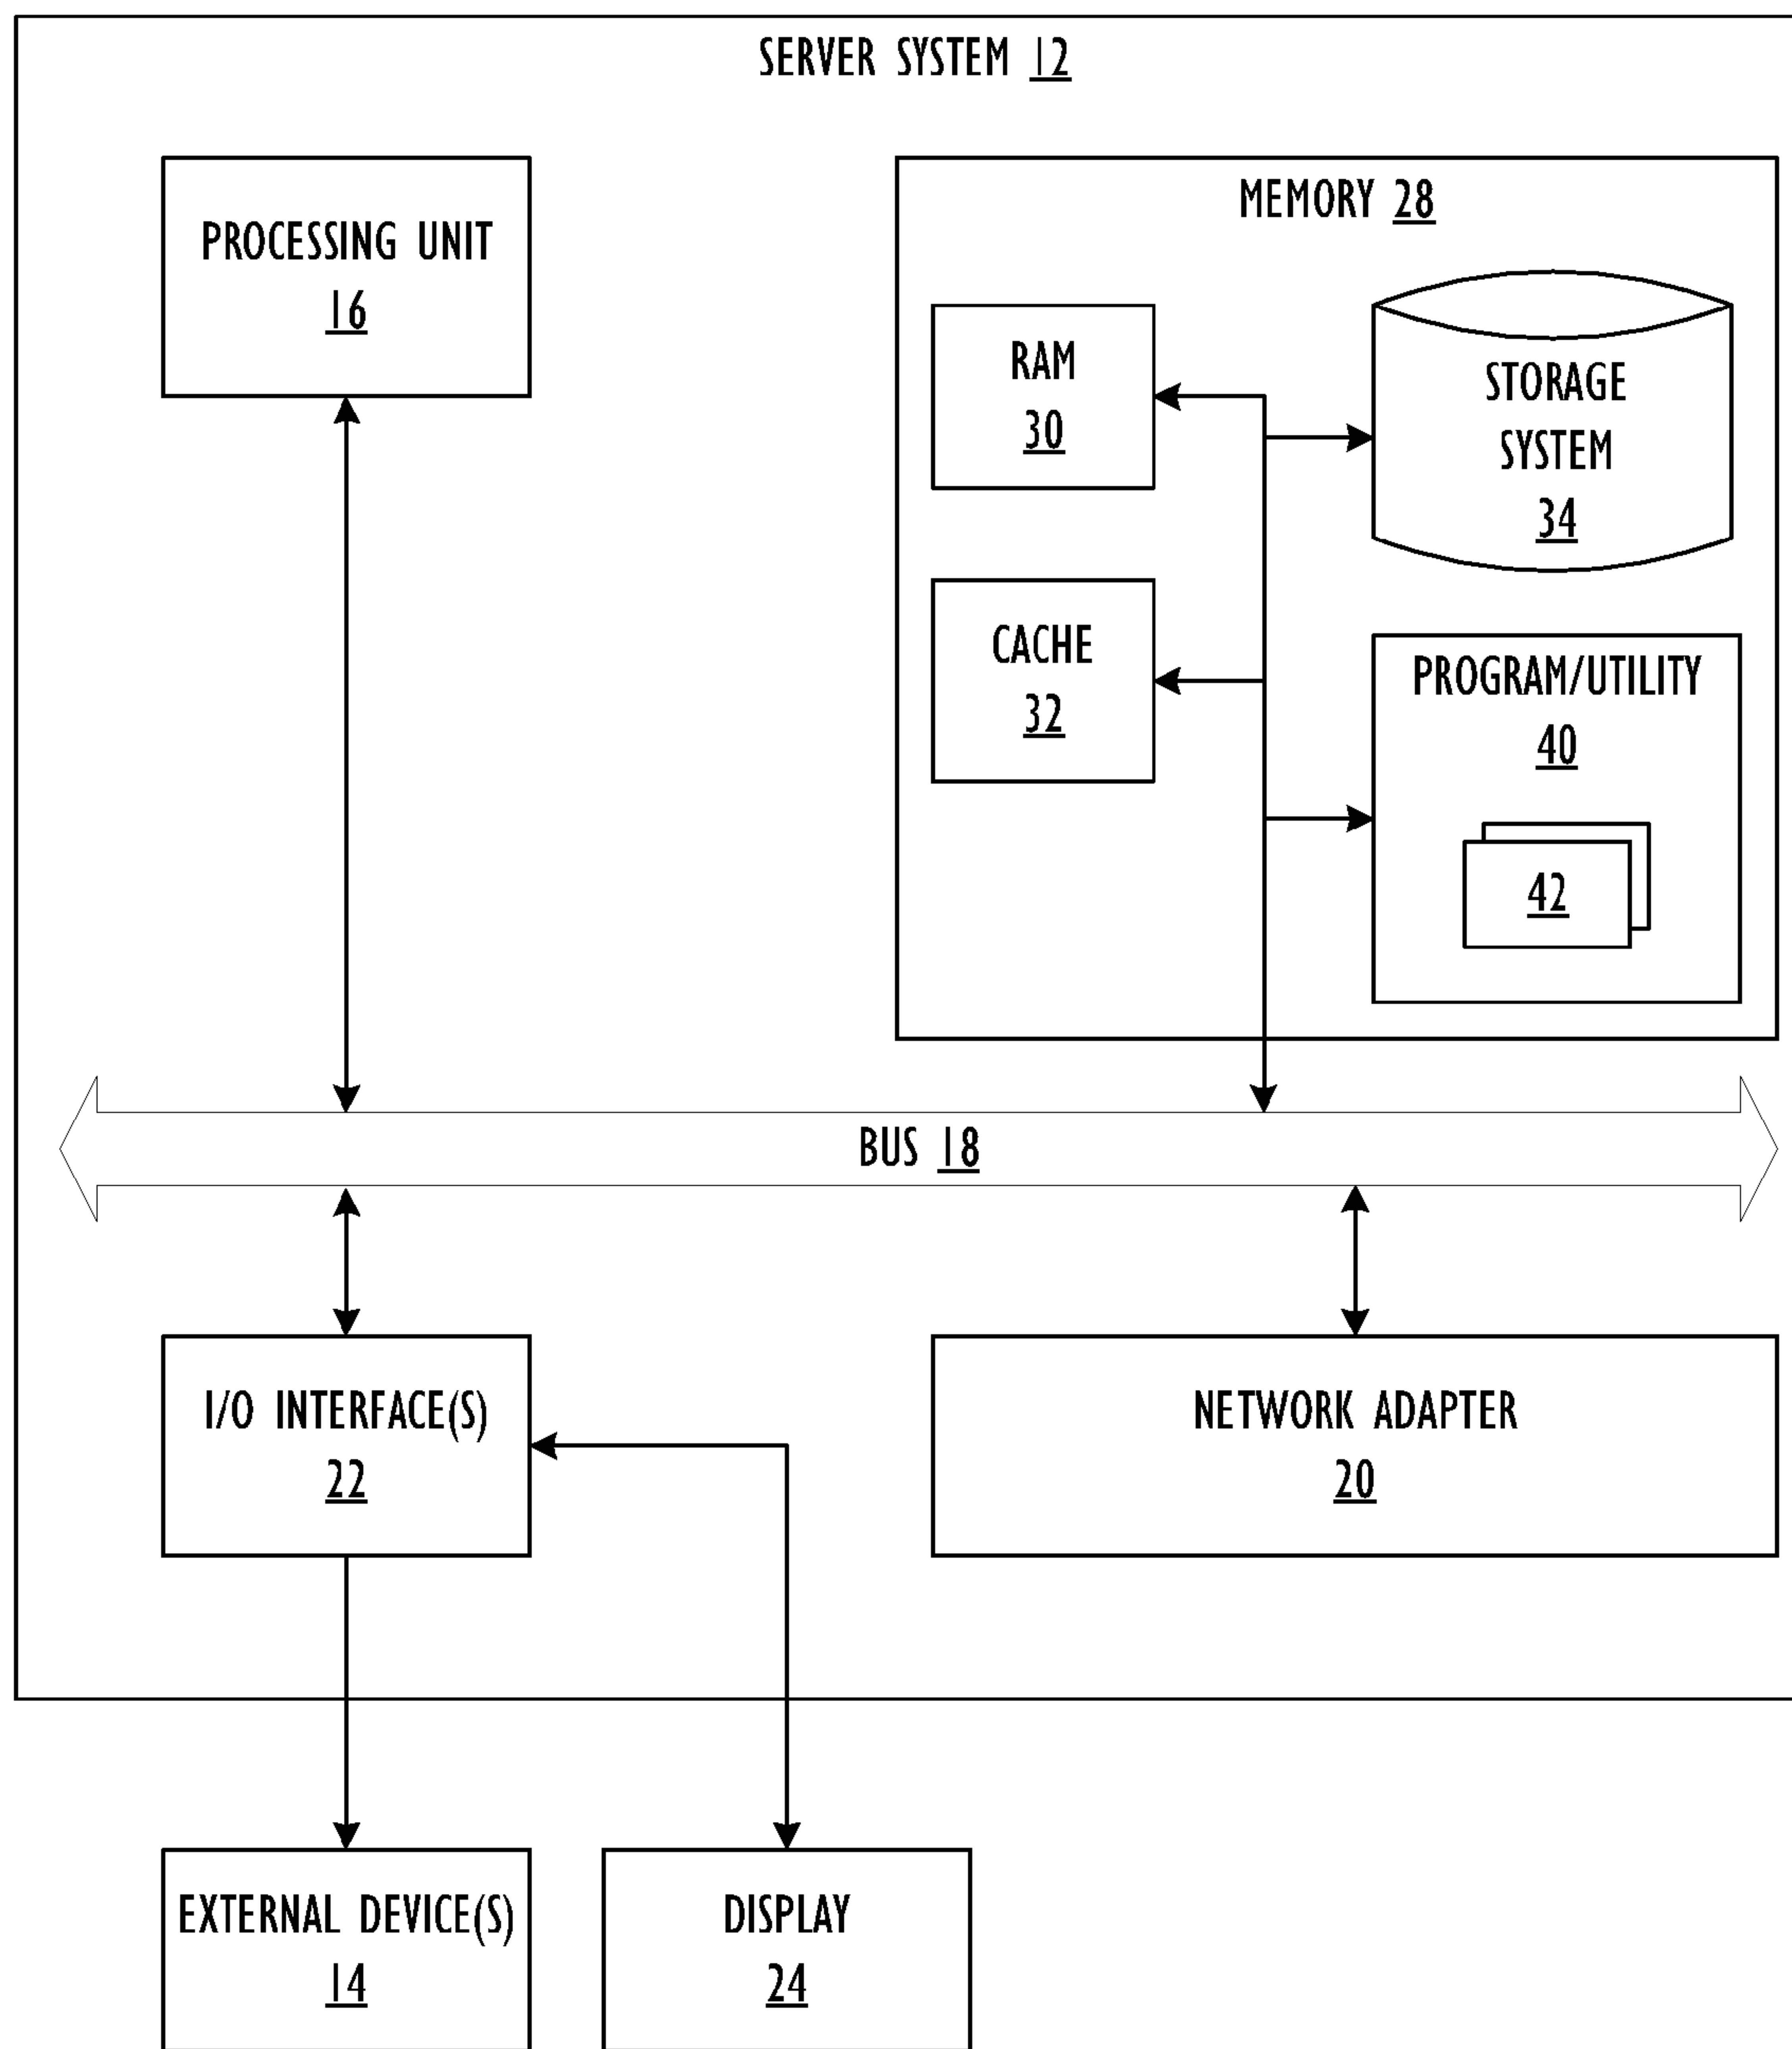 SERVER SYSTEM 12
PROCESSING UNIT
16
MEMORY 28
RAM
30
STORAGE
SYSTEM
34
CACHE
32
PROGRAM/UTILITY
40
42
BUS 18
I/O INTERFACE(S)
22
NETWORK ADAPTER
20
EXTERNAL DEVICE(S)
14
DISPLAY
24